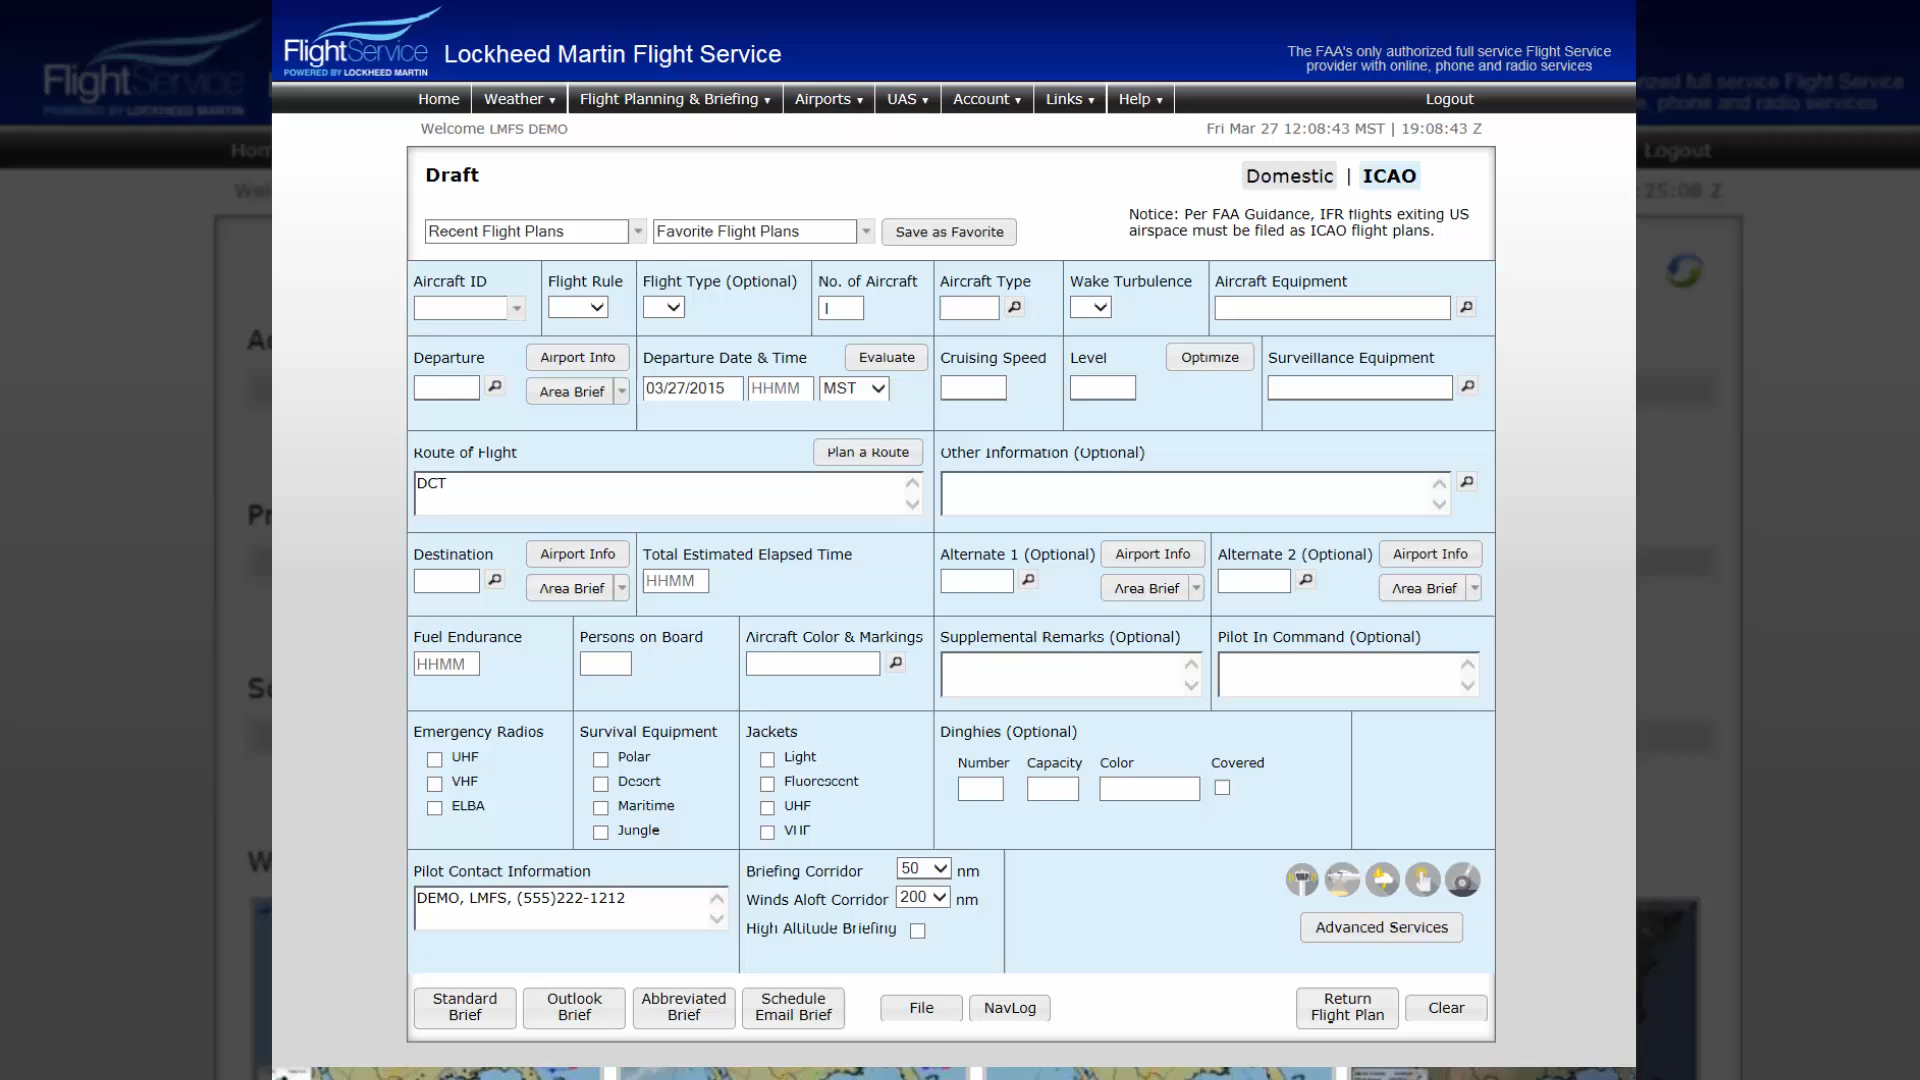 FlightService
POWERED BY LOCKHEED MARTIN
Lockheed Martin Flight Service
The FAA's only authorized full service Flight Service
provider with online, phone and radio services
Home Weather Flight Planning & Briefing Airports UAS Account Links Help Logout
Welcome LMFS DEMO Fri Mar 27 12:08:43 MST | 19:08:43 Z
Draft Domestic | ICAO
Notice: Per FAA Guidance, IFR flights exiting US
airspace must be filed as ICAO flight plans.
Recent Flight Plans Favorite Flight Plans Save as Favorite
Aircraft ID Flight Rule Flight Type (Optional) No. of Aircraft Aircraft Type Wake Turbulence Aircraft Equipment
1
Departure Airport Info Departure Date & Time Evaluate Cruising Speed Level Optimize Surveillance Equipment
Area Brief 03/27/2015 HHMM MST
Route of Flight Plan a Route Other Information (Optional)
DCT
Destination Airport Info Total Estimated Elapsed Time Alternate 1 (Optional) Airport Info Alternate 2 (Optional) Airport Info
Area Brief HHMM Area Brief Area Brief
Fuel Endurance Persons on Board Aircraft Color & Markings Supplemental Remarks (Optional) Pilot In Command (Optional)
HHMM
Emergency Radios Survival Equipment Jackets Dinghies (Optional)
UHF Polar Light Number Capacity Color Covered
VHF Desert Fluorescent
ELBA Maritime UHF
Jungle VHF
Pilot Contact Information Briefing Corridor 50 nm
DEMO, LMFS, (555)222-1212 Winds Aloft Corridor 200 nm
High Altitude Briefing
Advanced Services
Standard Brief Outlook Brief Abbreviated Brief Schedule Email Brief File NavLog Return Flight Plan Clear